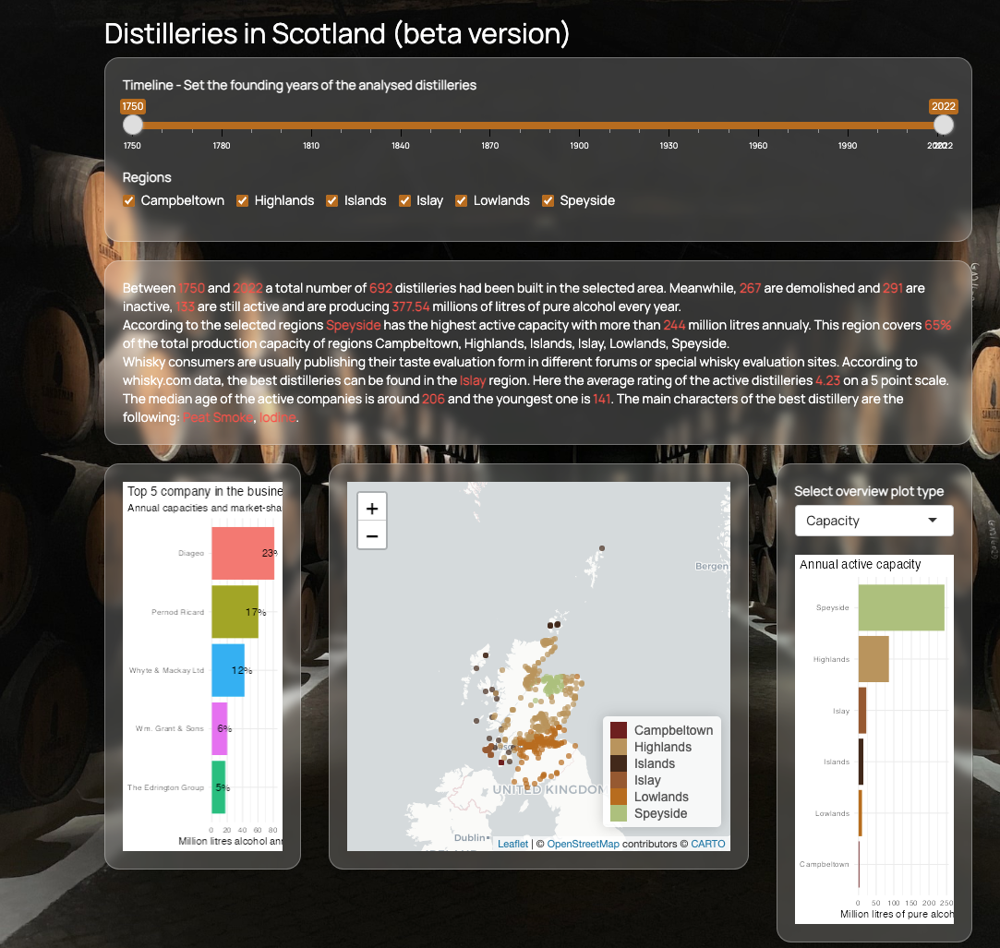 Distilleries in Scotland (beta version)
Timeline - Set the founding years of the analysed distilleries
1750 2022
1750 1780 1810 1840 1870 1900 1930 1960 1990 2020 2022
Regions
Campbeltown Highlands Islands Islay Lowlands Speyside
Between 1750 and 2022 a total number of 692 distilleries had been built in the selected area. Meanwhile, 267 are demolished and 291 are
inactive, 133 are still active and are producing 377.54 millions of litres of pure alcohol every year.
According to the selected regions Speyside has the highest active capacity with more than 244 million litres annualy. This region covers 65%
of the total production capacity of regions Campbeltown, Highlands, Islands, Islay, Lowlands, Speyside.
Whisky consumers are usually publishing their taste evaluation form in different forums or special whisky evaluation sites. According to
whisky.com data, the best distilleries can be found in the Islay region. Here the average rating of the active distilleries 4.23 on a 5 point scale.
The median age of the active companies is around 206 and the youngest one is 141. The main characters of the best distillery are the
following: Peat Smoke, Iodine.
Top 5 company in the busine
Annual capacities and market-sha
Diageo 23%
Pernod Ricard 17%
Whyte & Mackay Ltd 12%
Wm. Grant & Sons 6%
The Edrington Group 5%
0 20 40 60 80
Million litres alcohol ann
+
−
Bergen
UNITED KINGDOM
Dublin
Campbeltown
Highlands
Islands
Islay
Lowlands
Speyside
Leaflet | © OpenStreetMap contributors © CARTO
Select overview plot type
Capacity
Annual active capacity
Speyside
Highlands
Islay
Islands
Lowlands
Campbeltown
0 50 100 150 200 250
Million litres of pure alcoh